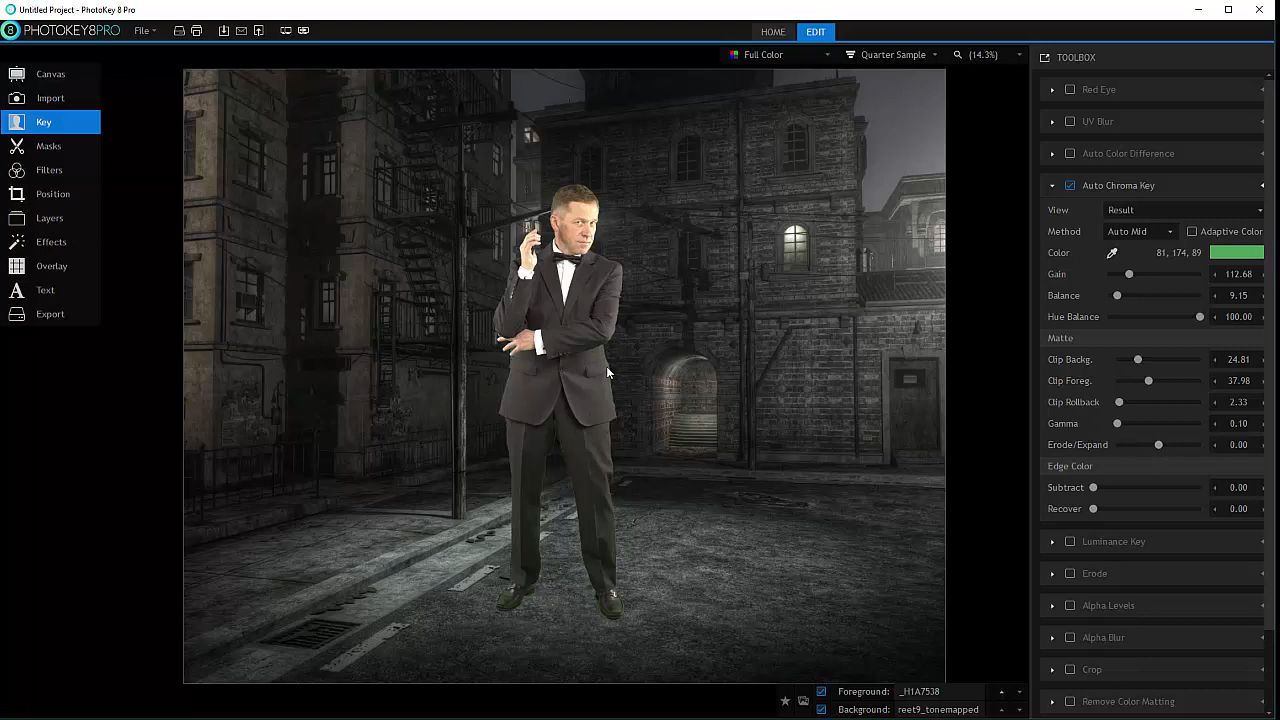 Untitled Project - PhotoKey 8 Pro
8 PHOTOKEY8PRO File HOME EDIT
Full Color Quarter Sample (14.3%) TOOLBOX
Canvas
Import
Key
Masks
Filters
Position
Layers
Effects
Overlay
Text
Export
Red Eye
UV Blur
Auto Color Difference
Auto Chroma Key
View Result
Method Auto Mid Adaptive Color
Color 81, 174, 89
Gain 112.68
Balance 9.15
Hue Balance 100.00
Matte
Clip Backg. 24.81
Clip Foreg. 37.98
Clip Rollback 2.33
Gamma 0.10
Erode/Expand 0.00
Edge Color
Subtract 0.00
Recover 0.00
Luminance Key
Erode
Alpha Levels
Alpha Blur
Crop
Remove Color Matting
Foreground: _H1A7538
Background: reet9_tonemapped